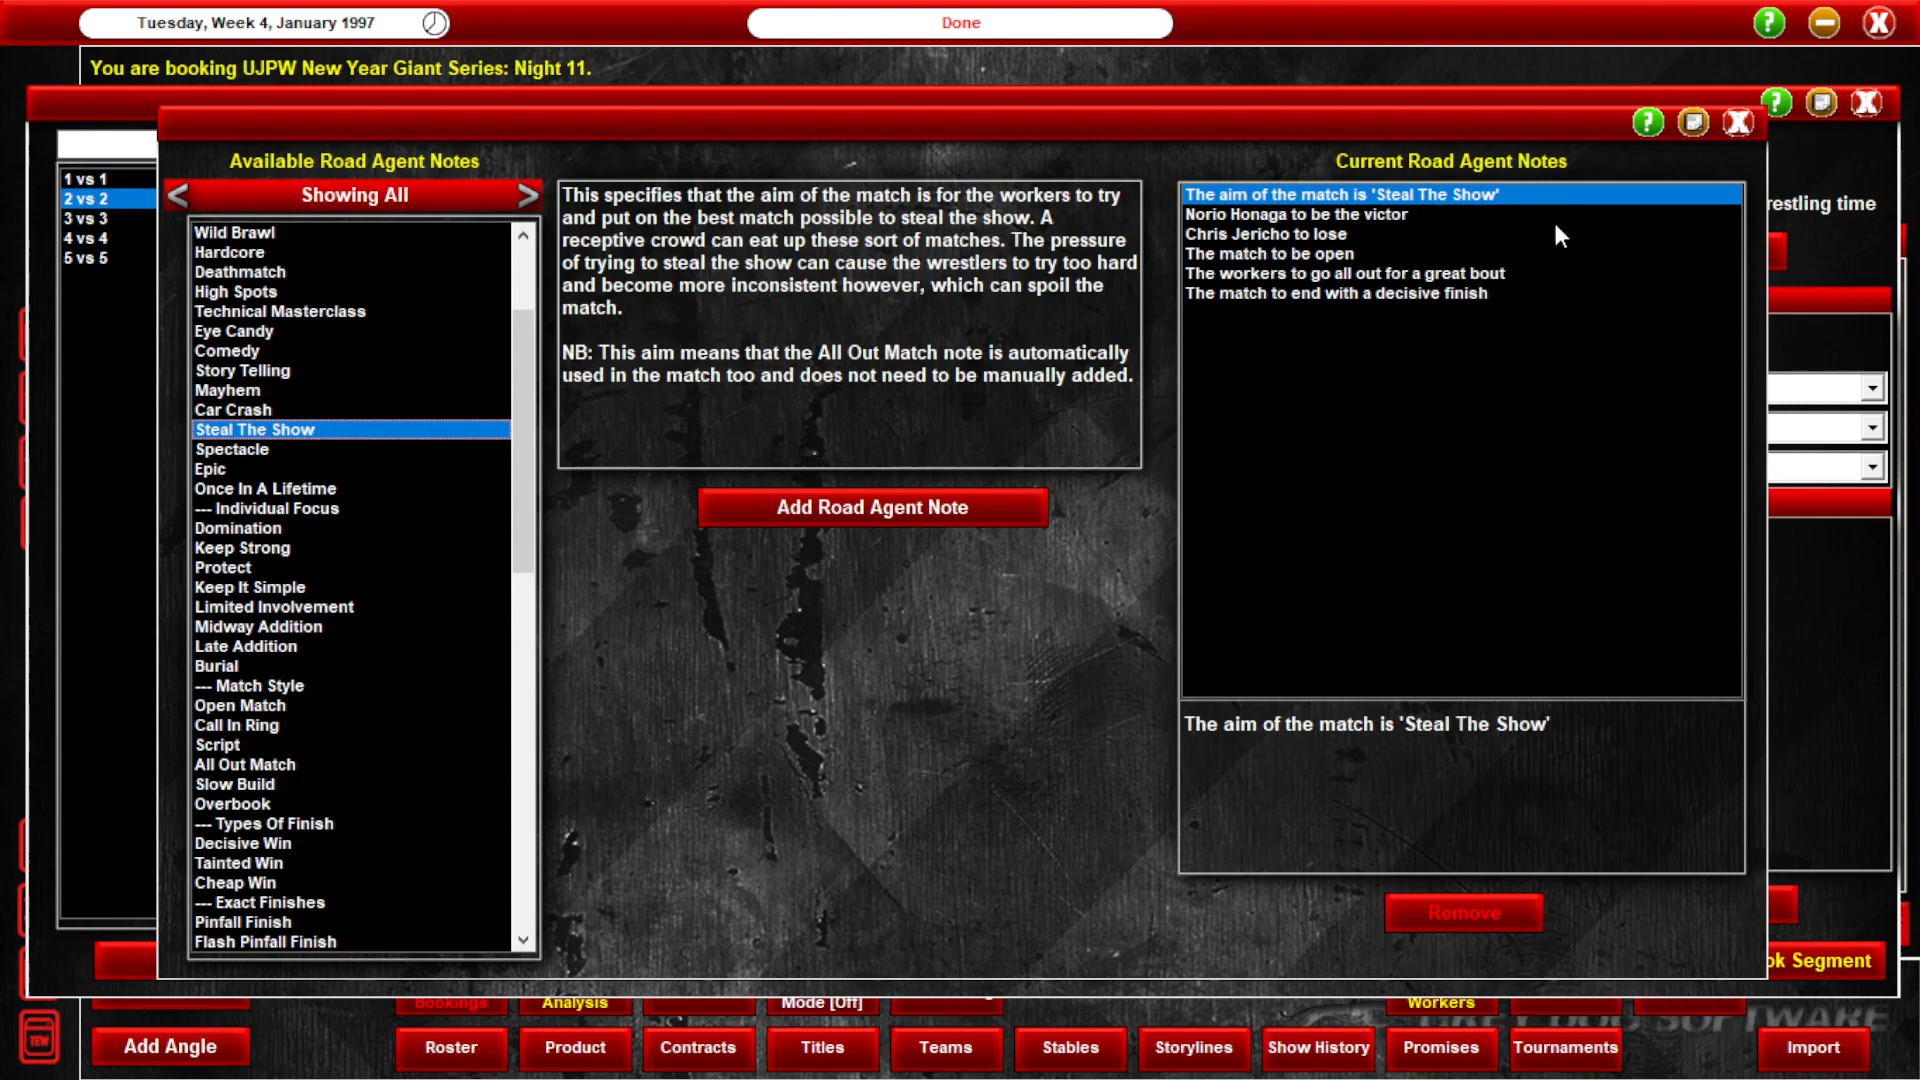 Tuesday, Week 4, January 1997
Done
You are booking UJPW New Year Giant Series: Night 11.
Available Road Agent Notes
Current Road Agent Notes
Showing All
1 vs 1
2 vs 2
3 vs 3
4 vs 4
5 vs 5
Wild Brawl
Hardcore
Deathmatch
High Spots
Technical Masterclass
Eye Candy
Comedy
Story Telling
Mayhem
Car Crash
Steal The Show
Spectacle
Epic
Once In A Lifetime
--- Individual Focus
Domination
Keep Strong
Protect
Keep It Simple
Limited Involvement
Midway Addition
Late Addition
Burial
--- Match Style
Open Match
Call In Ring
Script
All Out Match
Slow Build
Overbook
--- Types Of Finish
Decisive Win
Tainted Win
Cheap Win
--- Exact Finishes
Pinfall Finish
Flash Pinfall Finish
This specifies that the aim of the match is for the workers to try
and put on the best match possible to steal the show. A
receptive crowd can eat up these sort of matches. The pressure
of trying to steal the show can cause the wrestlers to try too hard
and become more inconsistent however, which can spoil the
match.
NB: This aim means that the All Out Match note is automatically
used in the match too and does not need to be manually added.
Add Road Agent Note
The aim of the match is 'Steal The Show'
Norio Honaga to be the victor
Chris Jericho to lose
The match to be open
The workers to go all out for a great bout
The match to end with a decisive finish
The aim of the match is 'Steal The Show'
Remove
restling time
ok Segment
Bookings
Analysis
Mode [Off]
Workers
GREY DOG SOFTWARE
TEW
Add Angle
Roster
Product
Contracts
Titles
Teams
Stables
Storylines
Show History
Promises
Tournaments
Import